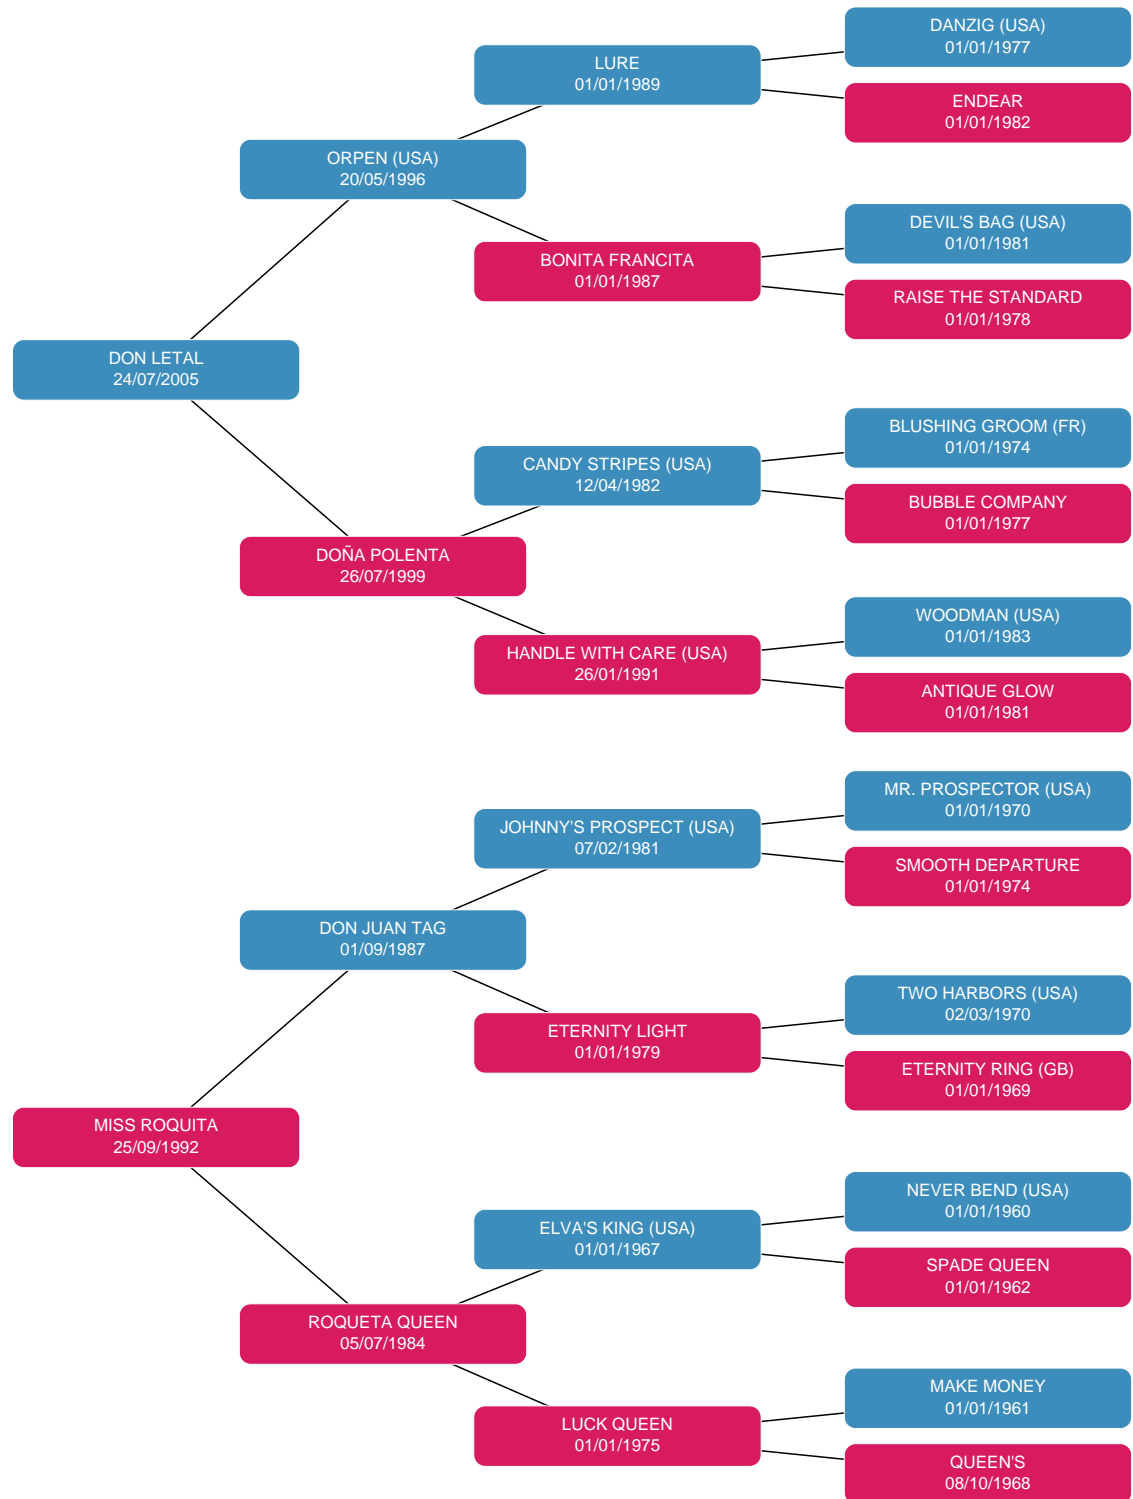 DANZIG (USA)
01/01/1977
LURE
01/01/1989
ENDEAR
01/01/1982
ORPEN (USA)
20/05/1996
DEVIL'S BAG (USA)
01/01/1981
BONITA FRANCITA
01/01/1987
RAISE THE STANDARD
01/01/1978
DON LETAL
24/07/2005
BLUSHING GROOM (FR)
01/01/1974
CANDY STRIPES (USA)
12/04/1982
BUBBLE COMPANY
01/01/1977
DOÑA POLENTA
26/07/1999
WOODMAN (USA)
01/01/1983
HANDLE WITH CARE (USA)
26/01/1991
ANTIQUE GLOW
01/01/1981
MR. PROSPECTOR (USA)
01/01/1970
JOHNNY'S PROSPECT (USA)
07/02/1981
SMOOTH DEPARTURE
01/01/1974
DON JUAN TAG
01/09/1987
TWO HARBORS (USA)
02/03/1970
ETERNITY LIGHT
01/01/1979
ETERNITY RING (GB)
01/01/1969
MISS ROQUITA
25/09/1992
NEVER BEND (USA)
01/01/1960
ELVA'S KING (USA)
01/01/1967
SPADE QUEEN
01/01/1962
ROQUETA QUEEN
05/07/1984
MAKE MONEY
01/01/1961
LUCK QUEEN
01/01/1975
QUEEN'S
08/10/1968